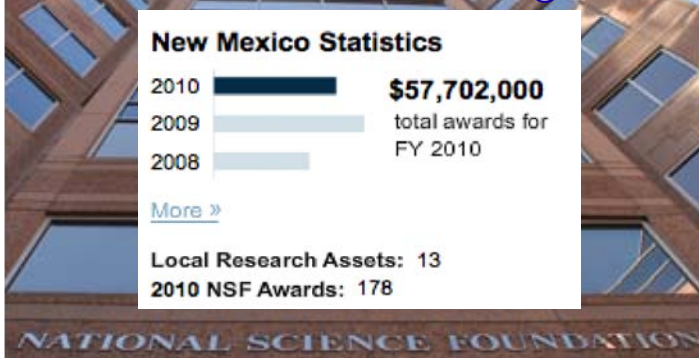 New Mexico Statistics
2010 $57,702,000
2009 total awards for
2008 FY 2010
More »
Local Research Assets: 13
2010 NSF Awards: 178
NATIONAL SCIENCE FOUNDATION